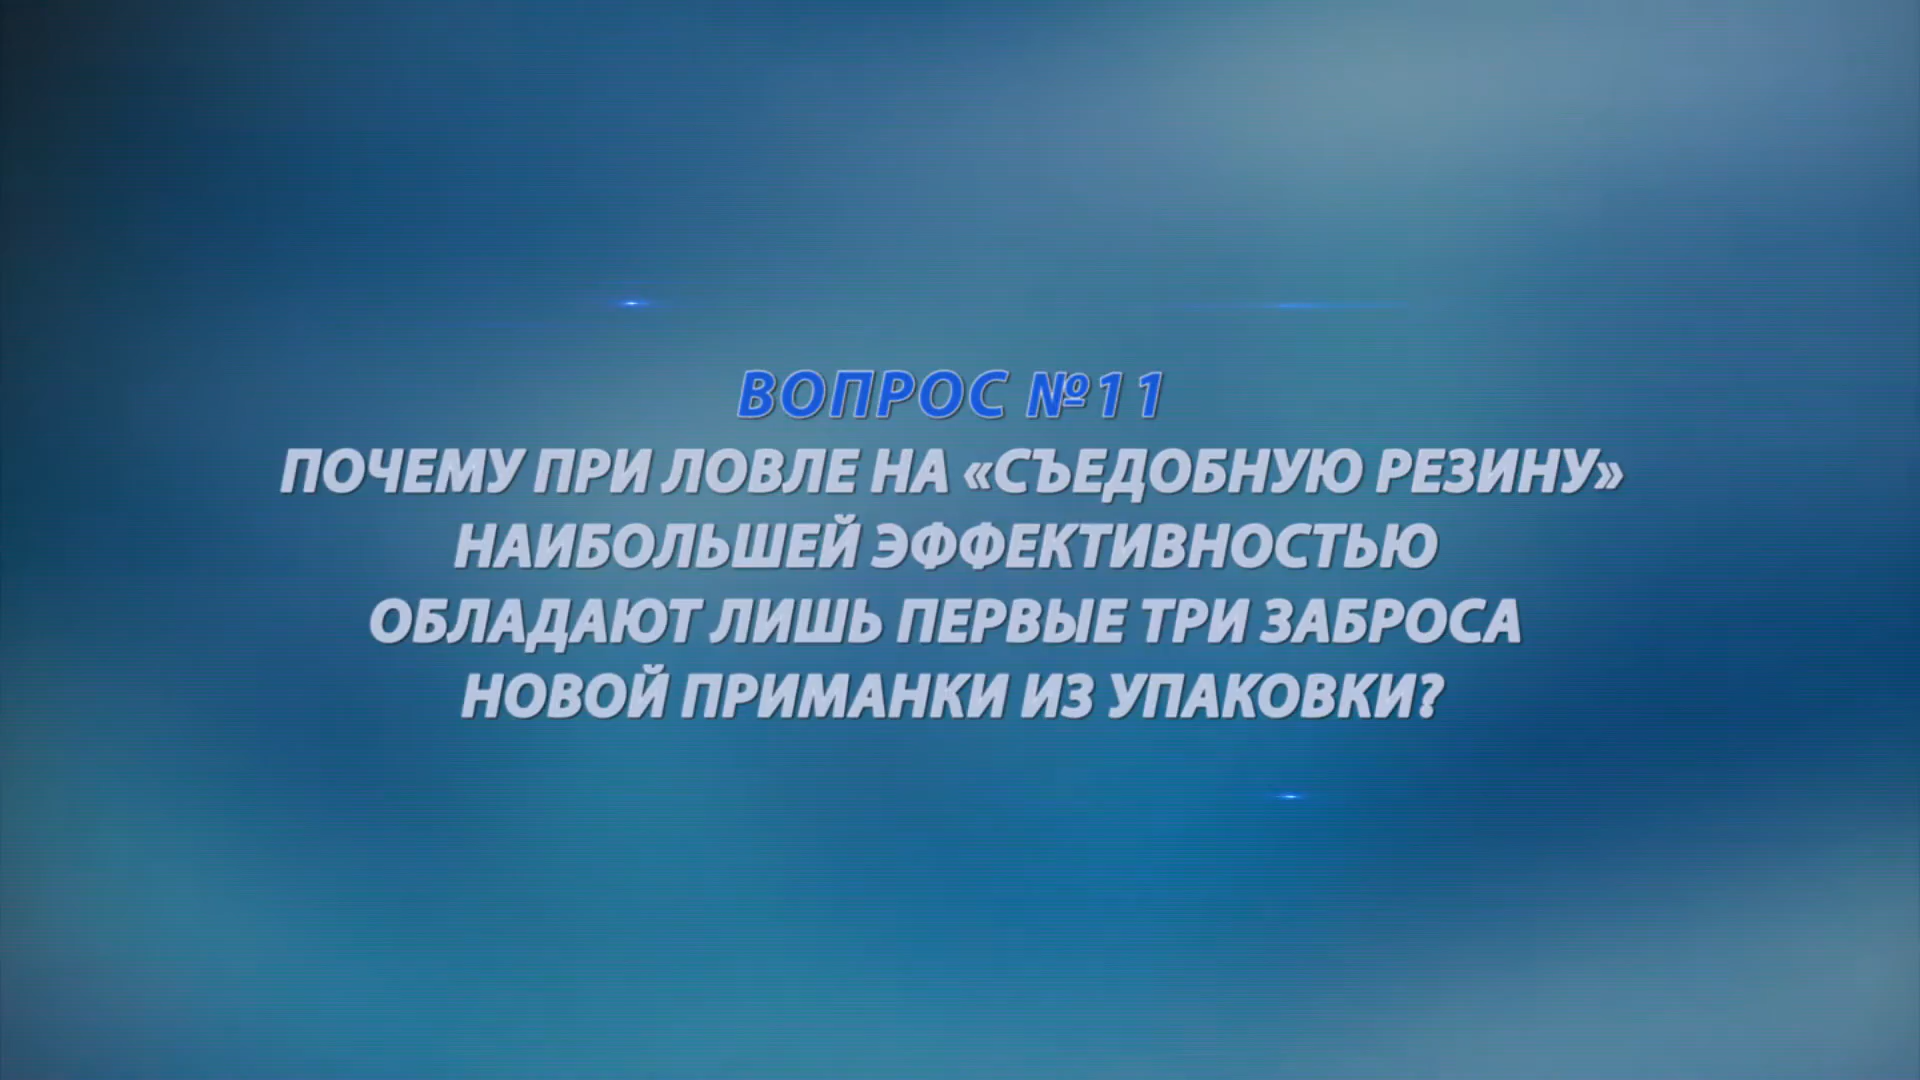 ВОПРОС №11
ПОЧЕМУ ПРИ ЛОВЛЕ НА «СЪЕДОБНУЮ РЕЗИНУ»
НАИБОЛЬШЕЙ ЭФФЕКТИВНОСТЬЮ
ОБЛАДАЮТ ЛИШЬ ПЕРВЫЕ ТРИ ЗАБРОСА
НОВОЙ ПРИМАНКИ ИЗ УПАКОВКИ?